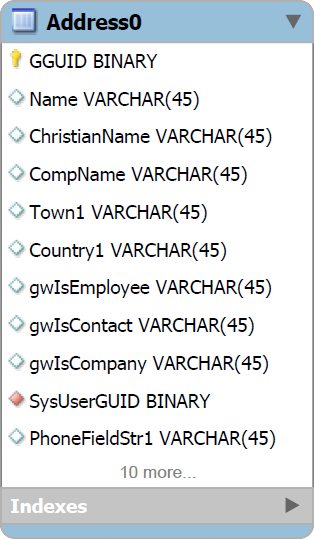 Address0
GGUID BINARY
Name VARCHAR(45)
ChristianName VARCHAR(45)
CompName VARCHAR(45)
Town1 VARCHAR(45)
Country1 VARCHAR(45)
gwIsEmployee VARCHAR(45)
gwIsContact VARCHAR(45)
gwIsCompany VARCHAR(45)
SysUserGUID BINARY
PhoneFieldStr1 VARCHAR(45)
10 more...
Indexes